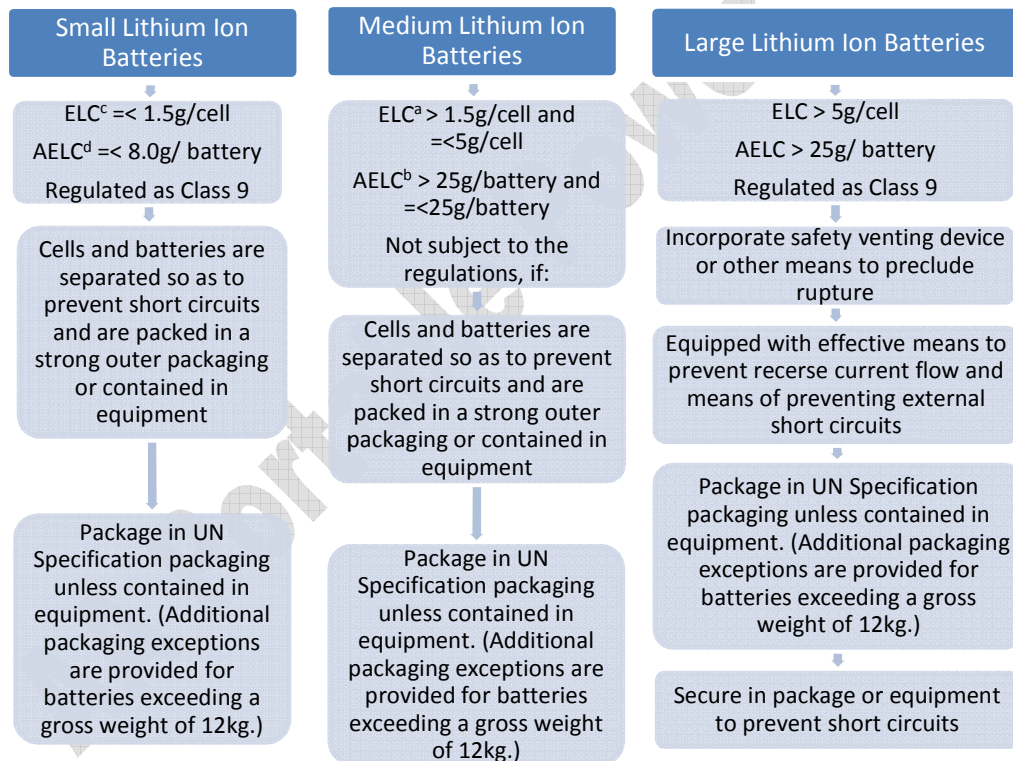 Small Lithium Ion
Batteries
ELCᶜ =< 1.5g/cell
AELCᵈ =< 8.0g/ battery
Regulated as Class 9
Cells and batteries are
separated so as to
prevent short circuits
and are packed in a
strong outer packaging
or contained in
equipment
Package in UN
Specification packaging
unless contained in
equipment. (Additional
packaging exceptions
are provided for
batteries exceeding a
gross weight of 12kg.)
Medium Lithium Ion
Batteries
ELCᵃ > 1.5g/cell and
=<5g/cell
AELCᵇ > 25g/battery and
=<25g/battery
Not subject to the
regulations, if:
Cells and batteries are
separated so as to prevent
short circuits and are
packed in a strong outer
packaging or contained in
equipment
Package in UN
Specification packaging
unless contained in
equipment. (Additional
packaging exceptions are
provided for batteries
exceeding a gross weight
of 12kg.)
Large Lithium Ion Batteries
ELC > 5g/cell
AELC > 25g/ battery
Regulated as Class 9
Incorporate safety venting device
or other means to preclude
rupture
Equipped with effective means to
prevent recerse current flow and
means of preventing external
short circuits
Package in UN Specification
packaging unless contained in
equipment. (Additional packaging
exceptions are provided for
batteries exceeding a gross
weight of 12kg.)
Secure in package or equipment
to prevent short circuits